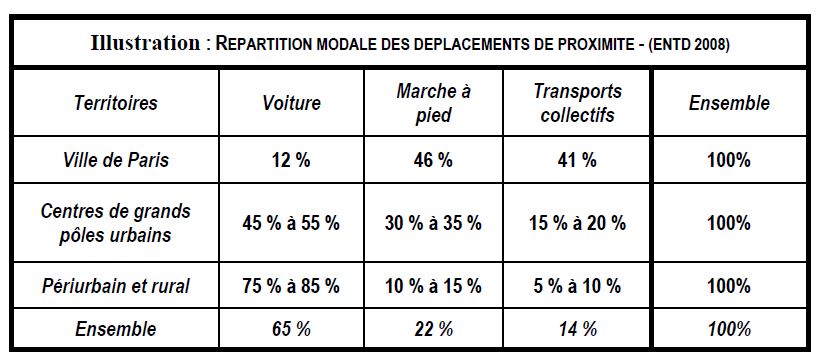 Illustration : REPARTITION MODALE DES DEPLACEMENTS DE PROXIMITE - (ENTD 2008)
Territoires Voiture Marche à pied Transports collectifs Ensemble
Ville de Paris 12 % 46 % 41 % 100%
Centres de grands pôles urbains 45 % à 55 % 30 % à 35 % 15 % à 20 % 100%
Périurbain et rural 75 % à 85 % 10 % à 15 % 5 % à 10 % 100%
Ensemble 65 % 22 % 14 % 100%